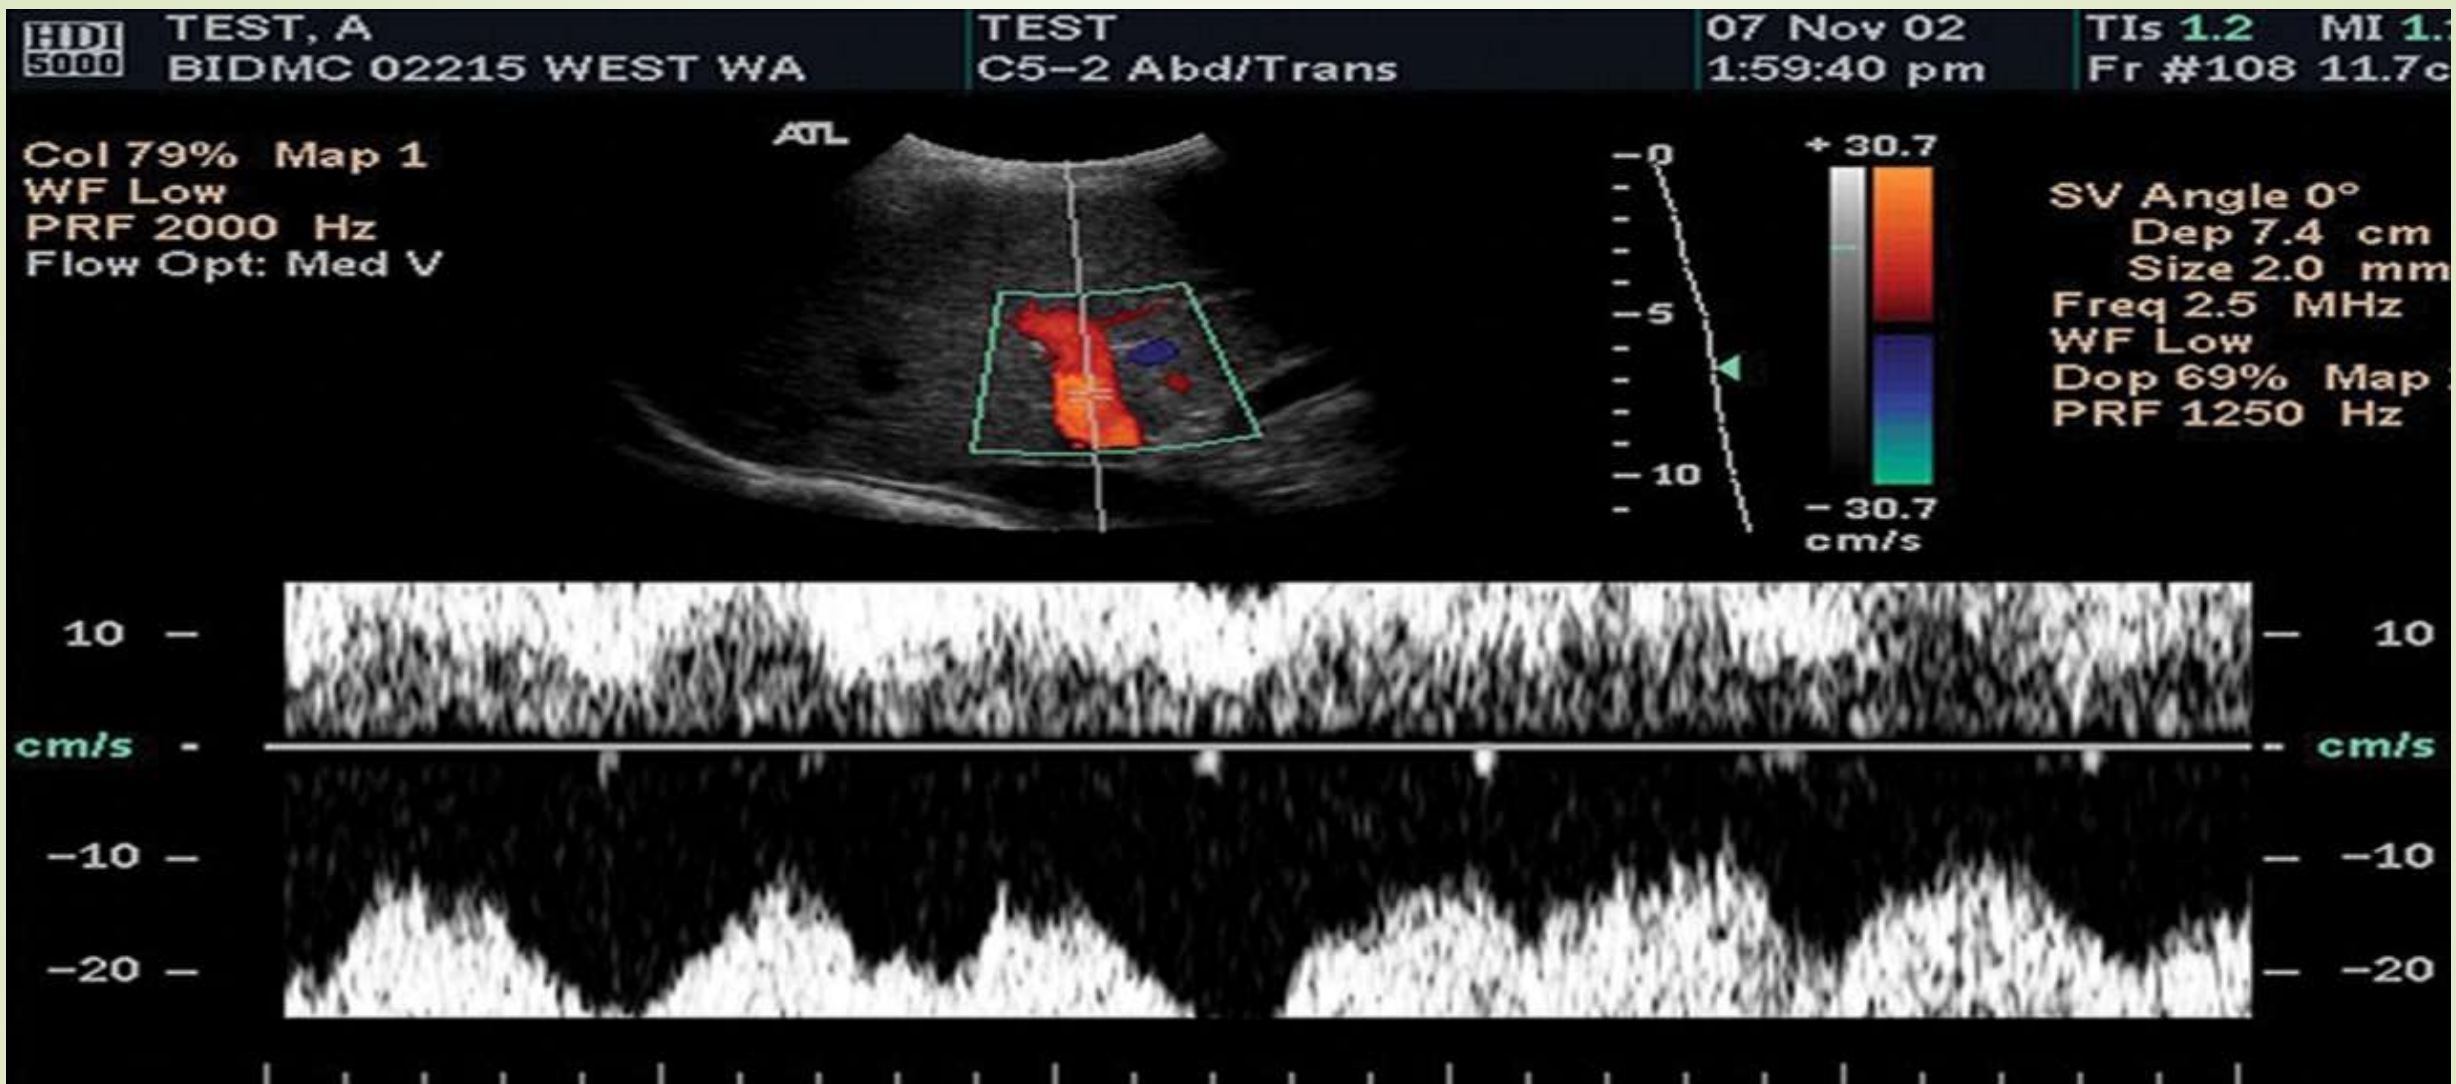 HDI
5000
TEST, A
BIDMC 02215 WEST WA
TEST
C5-2 Abd/Trans
07 Nov 02
1:59:40 pm
TIs 1.2 MI 1.
Fr #108 11.7c
Col 79% Map 1
WF Low
PRF 2000 Hz
Flow Opt: Med V
ATL
0
5
10
+ 30.7
- 30.7
cm/s
SV Angle 0°
Dep 7.4 cm
Size 2.0 mm
Freq 2.5 MHz
WF Low
Dop 69% Map
PRF 1250 Hz
10
cm/s
-10
-20
10
cm/s
-10
-20